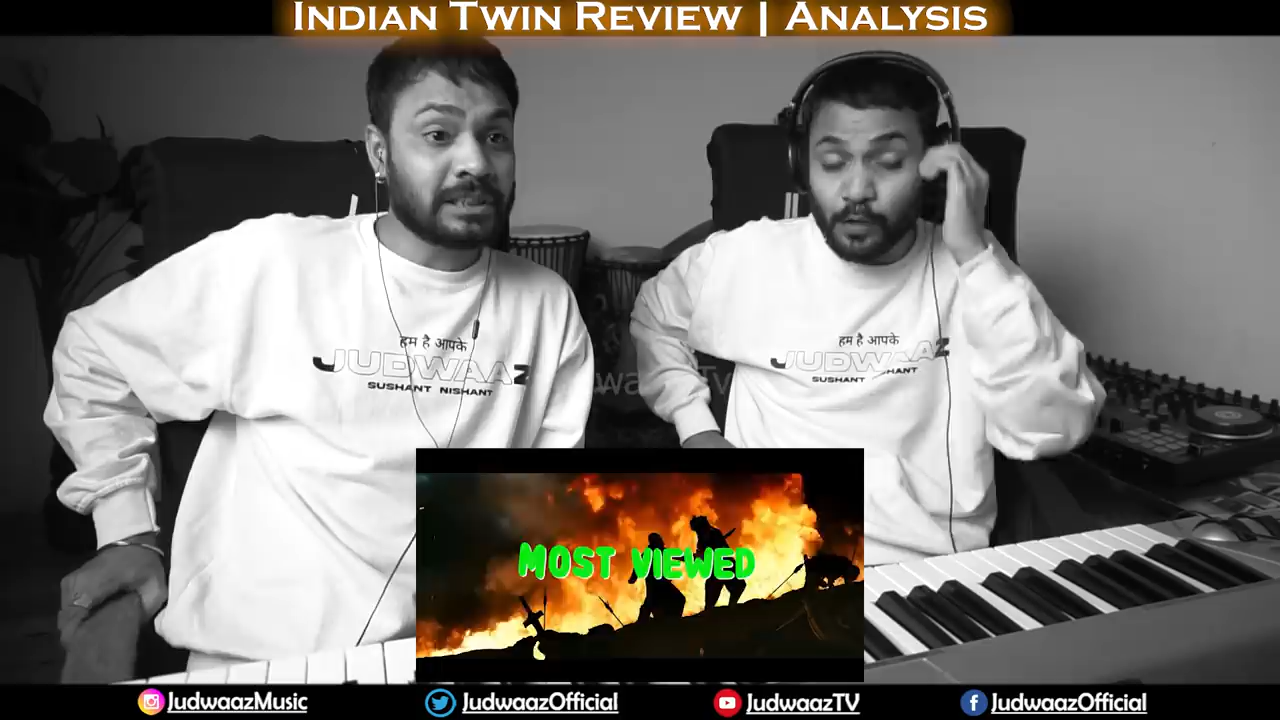 INDIAN TWIN REVIEW | ANALYSIS
हम है आपके
JUDWAAZ
SUSHANT NISHANT
हम है आपके
JUDWAAZ
SUSHANT NISHANT
MOST VIEWED
JudwaazMusic
JudwaazOfficial
JudwaazTV
JudwaazOfficial